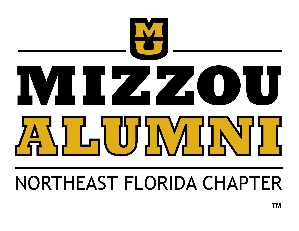 MU
MIZZOU
ALUMNI
NORTHEAST FLORIDA CHAPTER
TM